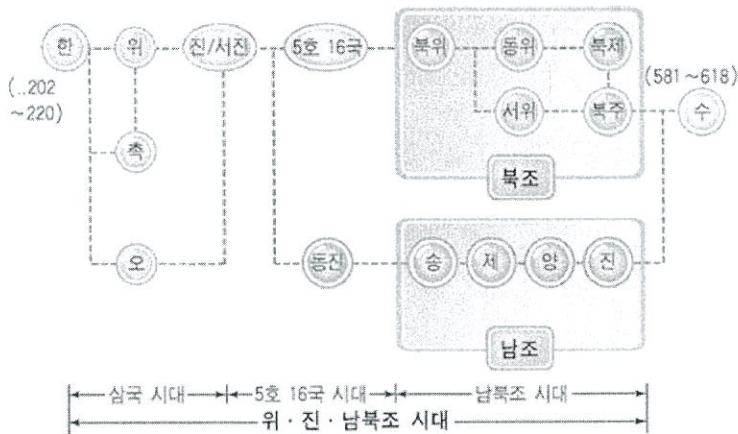 한 위 진/서진 5호 16국 북위 동위 북제
(..202
~220)
(581~618)
서위 북주 수
촉
북조
오 동진 송 제 양 진
남조
삼국 시대 5호 16국 시대 남북조 시대
위·진·남북조 시대